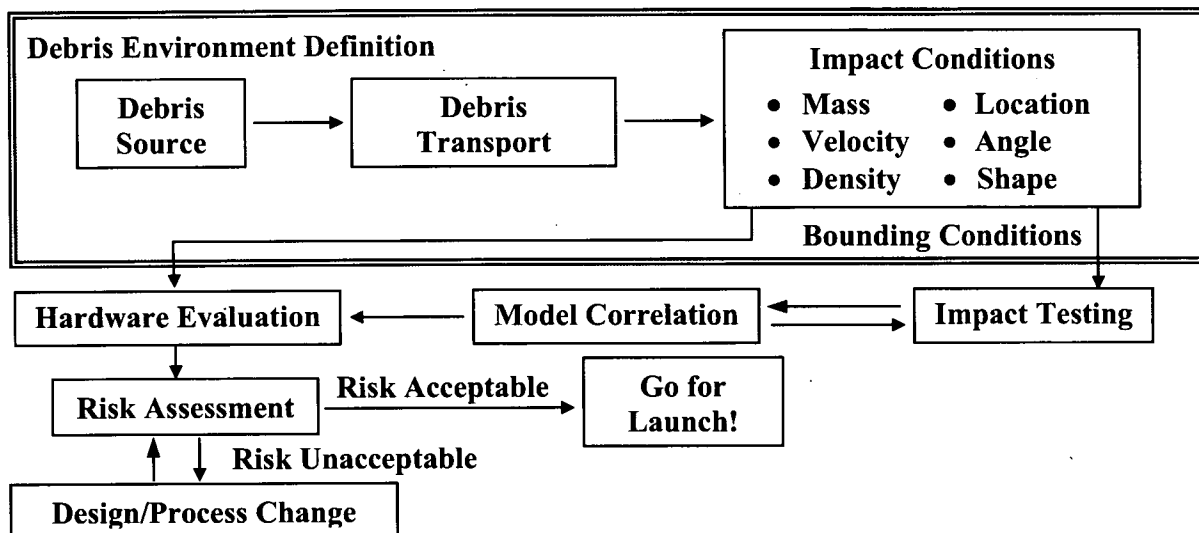 Debris Environment Definition
Debris
Source
Debris
Transport
Impact Conditions
• Mass
• Velocity
• Density
• Location
• Angle
• Shape
Bounding Conditions
Hardware Evaluation
Model Correlation
Impact Testing
Risk Assessment
Risk Acceptable
Go for
Launch!
Risk Unacceptable
Design/Process Change